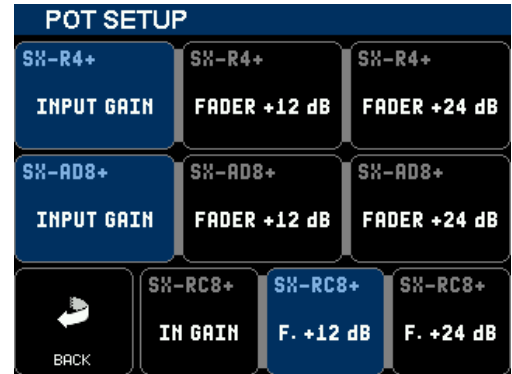 POT SETUP
SX-R4+ SX-R4+ SX-R4+
INPUT GAIN FADER +12 dB FADER +24 dB
SX-AD8+ SX-AD8+ SX-AD8+
INPUT GAIN FADER +12 dB FADER +24 dB
SX-RC8+ SX-RC8+ SX-RC8+
IN GAIN F. +12 dB F. +24 dB
BACK